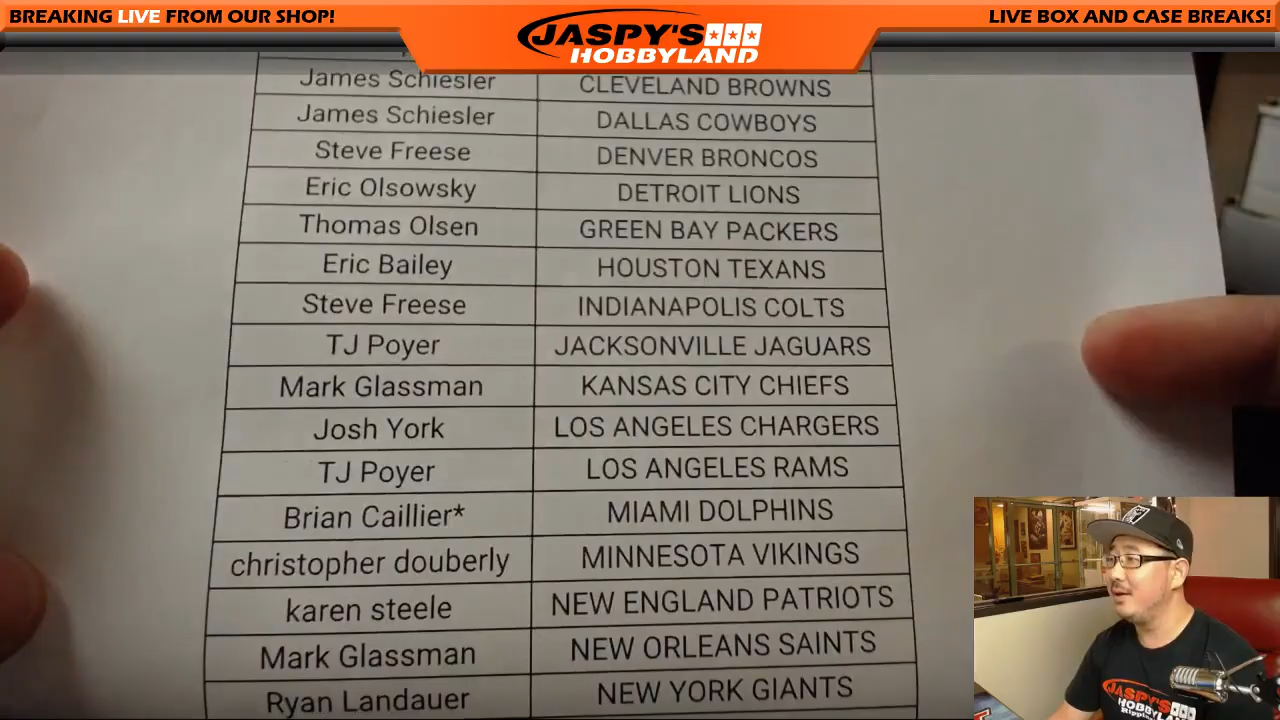 BREAKING LIVE FROM OUR SHOP!
JASPY'S
HOBBYLAND
LIVE BOX AND CASE BREAKS!
James Schiesler CLEVELAND BROWNS
James Schiesler DALLAS COWBOYS
Steve Freese DENVER BRONCOS
Eric Olsowsky DETROIT LIONS
Thomas Olsen GREEN BAY PACKERS
Eric Bailey HOUSTON TEXANS
Steve Freese INDIANAPOLIS COLTS
TJ Poyer JACKSONVILLE JAGUARS
Mark Glassman KANSAS CITY CHIEFS
Josh York LOS ANGELES CHARGERS
TJ Poyer LOS ANGELES RAMS
Brian Caillier* MIAMI DOLPHINS
christopher douberly MINNESOTA VIKINGS
karen steele NEW ENGLAND PATRIOTS
Mark Glassman NEW ORLEANS SAINTS
Ryan Landauer NEW YORK GIANTS
JASPY'S
HOBBYLAND